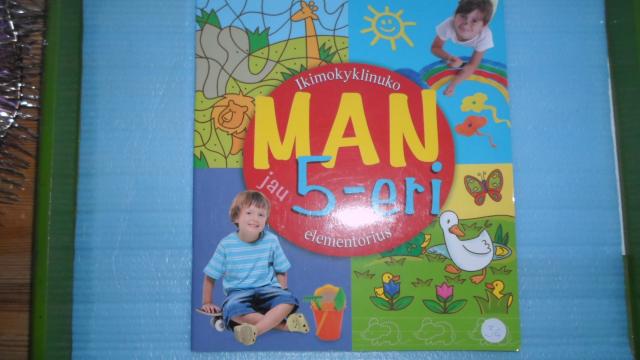 Ikimokyklinuko
MAN
jau
5-eri
elementorius